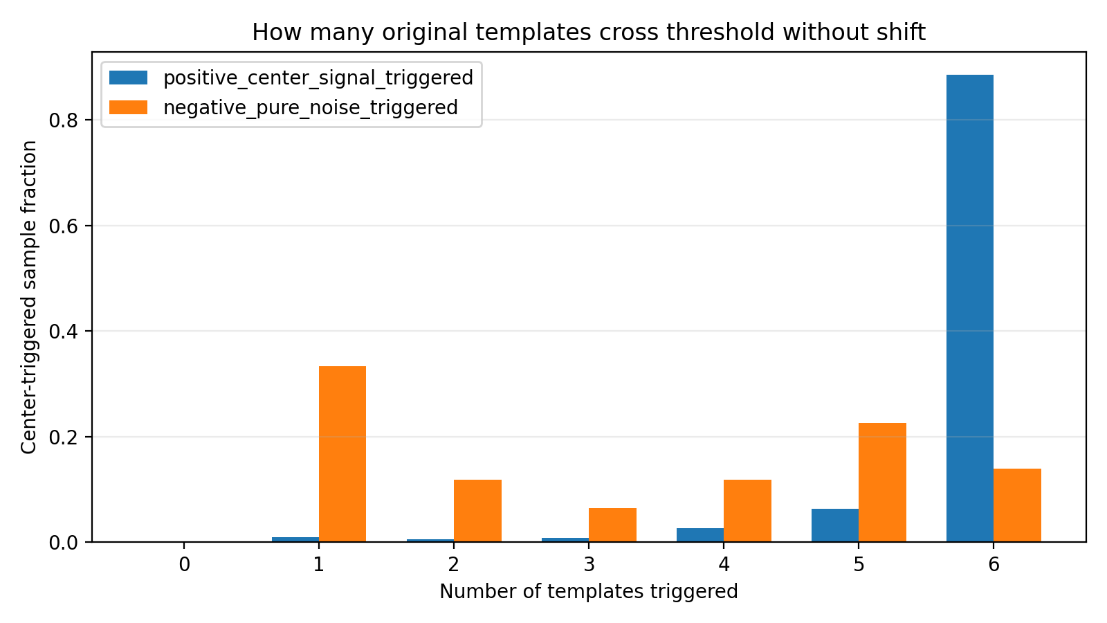 How many original templates cross threshold without shift
positive_center_signal_triggered
negative_pure_noise_triggered
Center-triggered sample fraction
0.8
0.6
0.4
0.2
0.0
0 1 2 3 4 5 6
Number of templates triggered